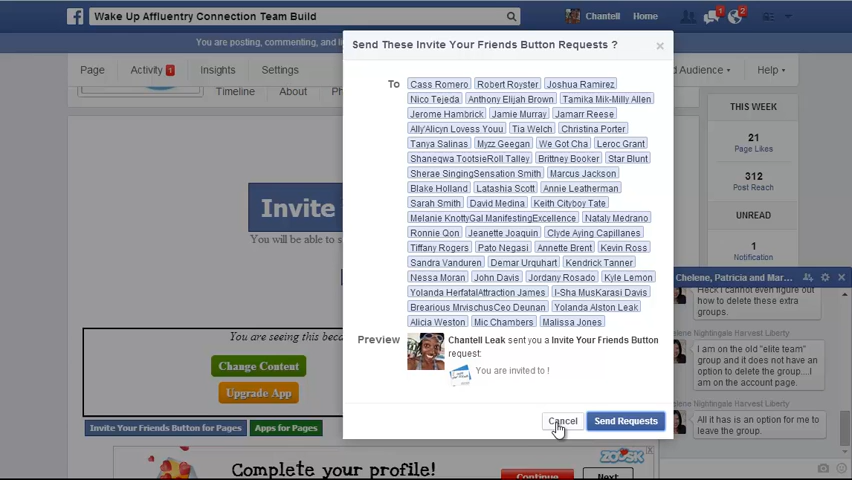 Wake Up Affluentry Connection Team Build
Chantell Home
You are posting, commenting, and li
Page Activity 1 Insights Settings
Audience Help
Timeline About
Send These Invite Your Friends Button Requests ?
To Cass Romero Robert Royster Joshua Ramirez
Nico Tejeda Anthony Elijah Brown Tamika Mik-Milly Allen
Jerome Hambrick Jamie Murray Jamarr Reese
Ally'Alicyn Lovess Youu Tia Welch Christina Porter
Tanya Salinas Myzz Geegan We Got Cha Leroc Grant
Shaneqwa TootsieRoll Talley Brittney Booker Star Blunt
Sherae SingingSensation Smith Marcus Jackson
Blake Holland Latashia Scott Annie Leatherman
Sarah Smith David Medina Keith Cityboy Tate
Melanie KnottyGal ManifestingExcellence Nataly Medrano
Ronnie Qon Jeanette Joaquin Clyde Aying Capillanes
Tiffany Rogers Pato Negasi Annette Brent Kevin Ross
Sandra Vanduren Demar Urquhart Kendrick Tanner
Nessa Moran John Davis Jordany Rosado Kyle Lemon
Yolanda HerfatalAttraction James I-Sha MusKarasi Davis
Brearious MrvischusCeo Deunan Yolanda Alston Leak
Alicia Weston Mic Chambers Malissa Jones
Preview Chantell Leak sent you a Invite Your Friends Button
request:
You are invited to !
Cancel Send Requests
Invite
You will be able to s
You are seeing this becau
Change Content
Upgrade App
Invite Your Friends Button for Pages Apps for Pages
Complete your profile!
ZOOSK
Continue Next
THIS WEEK
21
Page Likes
312
Post Reach
UNREAD
1
Notification
Chelene, Patricia and Mar...
Heck I cannot even figure out
how to delete these extra
groups.
elene Nightingale Harvest Liberty
I am on the old "elite team"
group and it does not have an
option to delete the group....I
am on the account page.
elene Nightingale Harvest Liberty
All it has is an option for me to
leave the group.